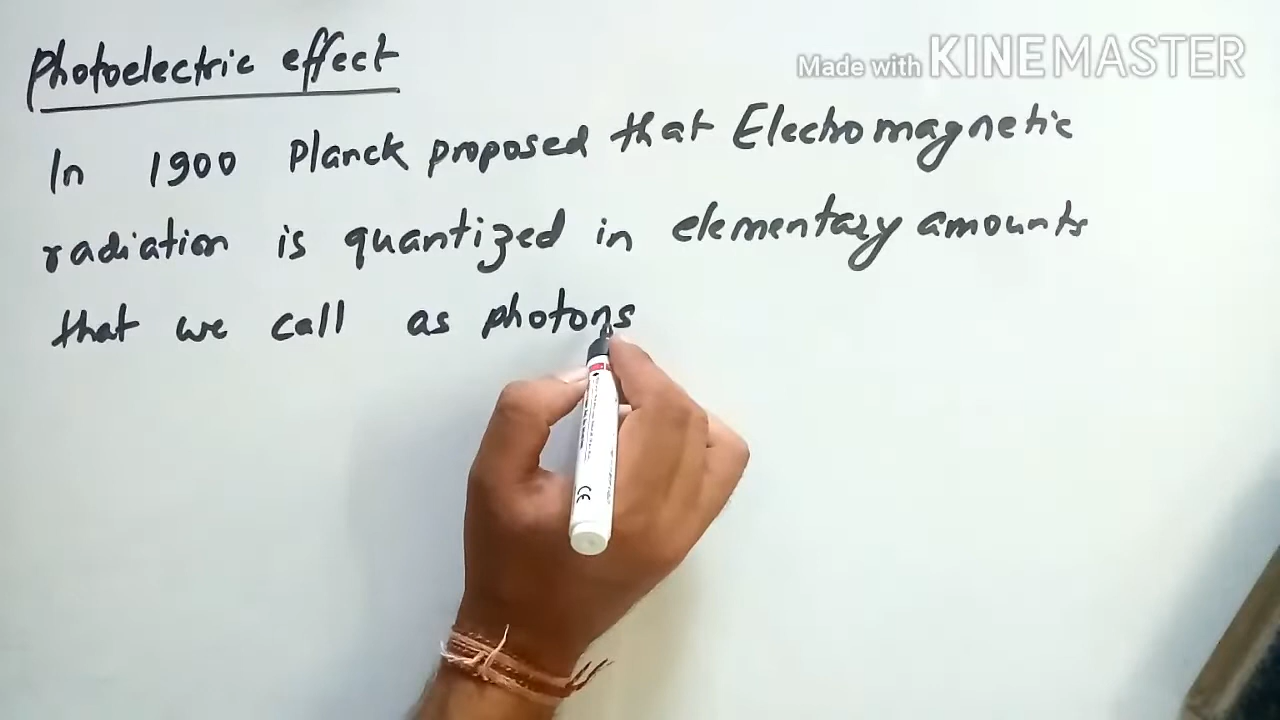 Photoelectric effect
Made with KINEMASTER
In 1900 Planck proposed that Electromagnetic
radiation is quantized in elementary amounts
that we call as photons
CE